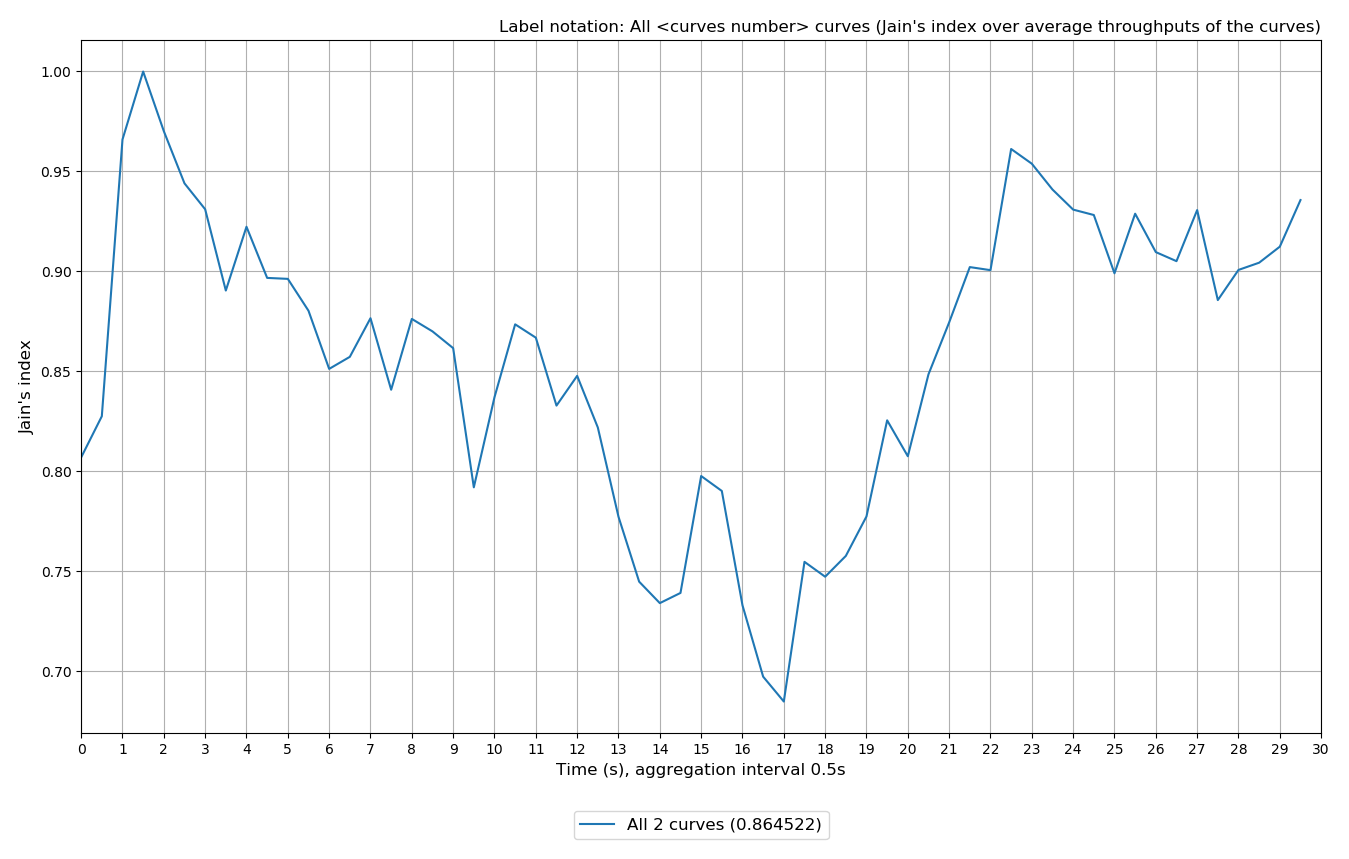 Label notation: All <curves number> curves (Jain's index over average throughputs of the curves)
1.00
0.95
0.90
0.85
0.80
0.75
0.70
Jain's index
0 1 2 3 4 5 6 7 8 9 10 11 12 13 14 15 16 17 18 19 20 21 22 23 24 25 26 27 28 29 30
Time (s), aggregation interval 0.5s
All 2 curves (0.864522)